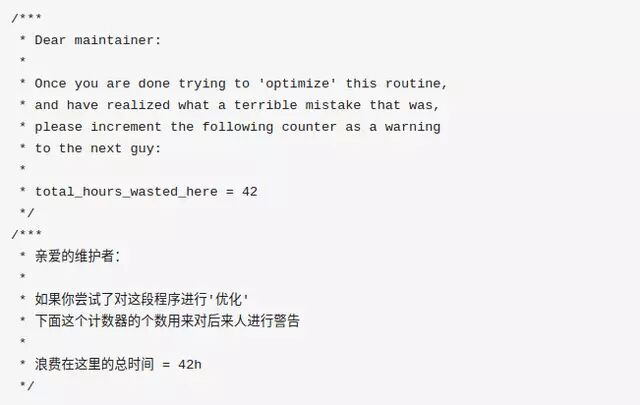 /***
 * Dear maintainer:
 *
 * Once you are done trying to 'optimize' this routine,
 * and have realized what a terrible mistake that was,
 * please increment the following counter as a warning
 * to the next guy:
 *
 * total_hours_wasted_here = 42
 */
/***
 * 亲爱的维护者：
 *
 * 如果你尝试了对这段程序进行'优化'
 * 下面这个计数器的个数用来对后来人进行警告
 *
 * 浪费在这里的总时间 = 42h
 */